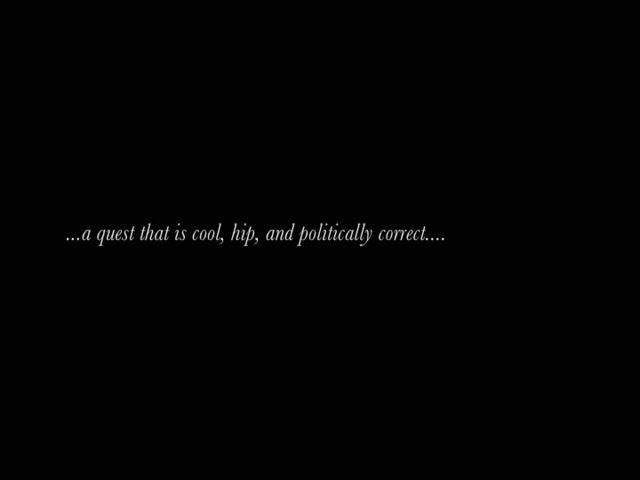 ...a quest that is cool, hip, and politically correct....